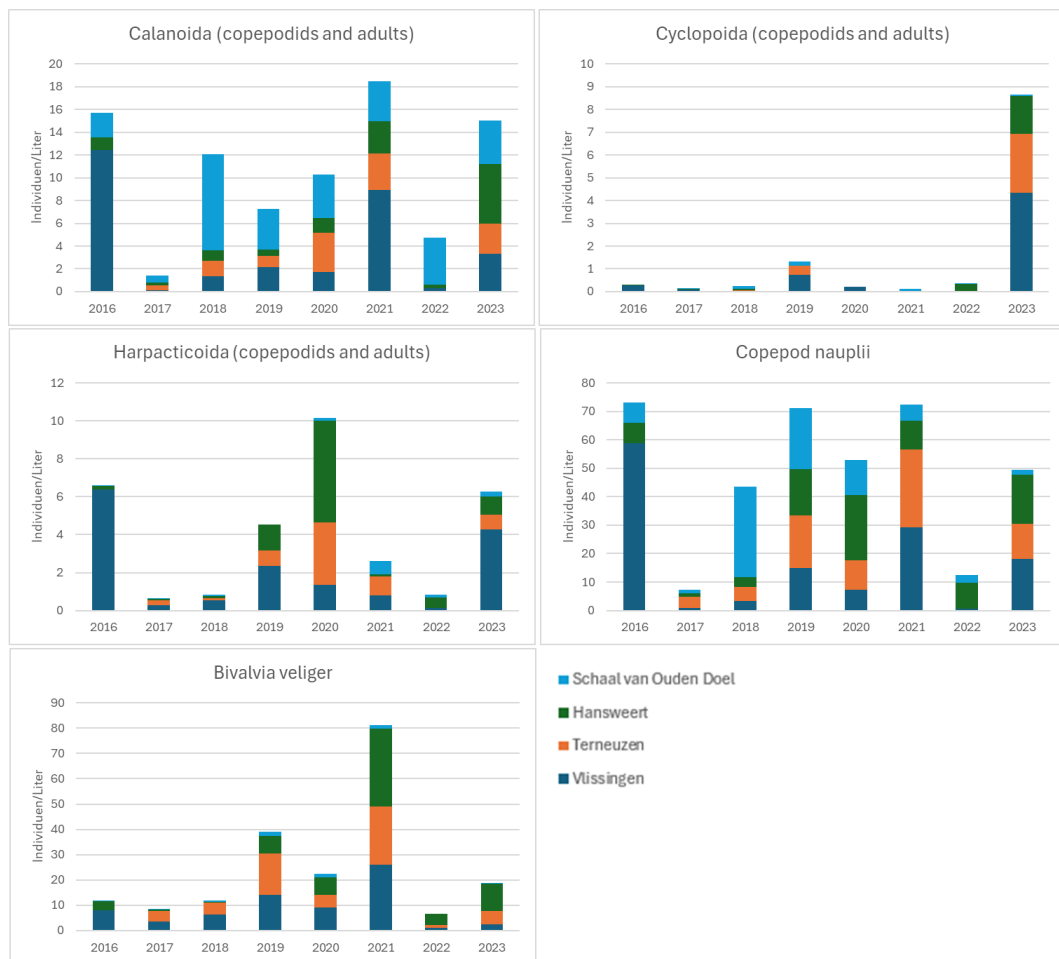 Calanoida (copepodids and adults)
Individuen/Liter
20
18
16
14
12
10
8
6
4
2
0
2016 2017 2018 2019 2020 2021 2022 2023
Cyclopoida (copepodids and adults)
Individuen/Liter
10
9
8
7
6
5
4
3
2
1
0
2016 2017 2018 2019 2020 2021 2022 2023
Harpacticoida (copepodids and adults)
Individuen/Liter
12
10
8
6
4
2
0
2016 2017 2018 2019 2020 2021 2022 2023
Copepod nauplii
Individuen/Liter
80
70
60
50
40
30
20
10
0
2016 2017 2018 2019 2020 2021 2022 2023
Bivalvia veliger
Individuen/Liter
90
80
70
60
50
40
30
20
10
0
2016 2017 2018 2019 2020 2021 2022 2023
Schaal van Ouden Doel
Hansweert
Terneuzen
Vlissingen